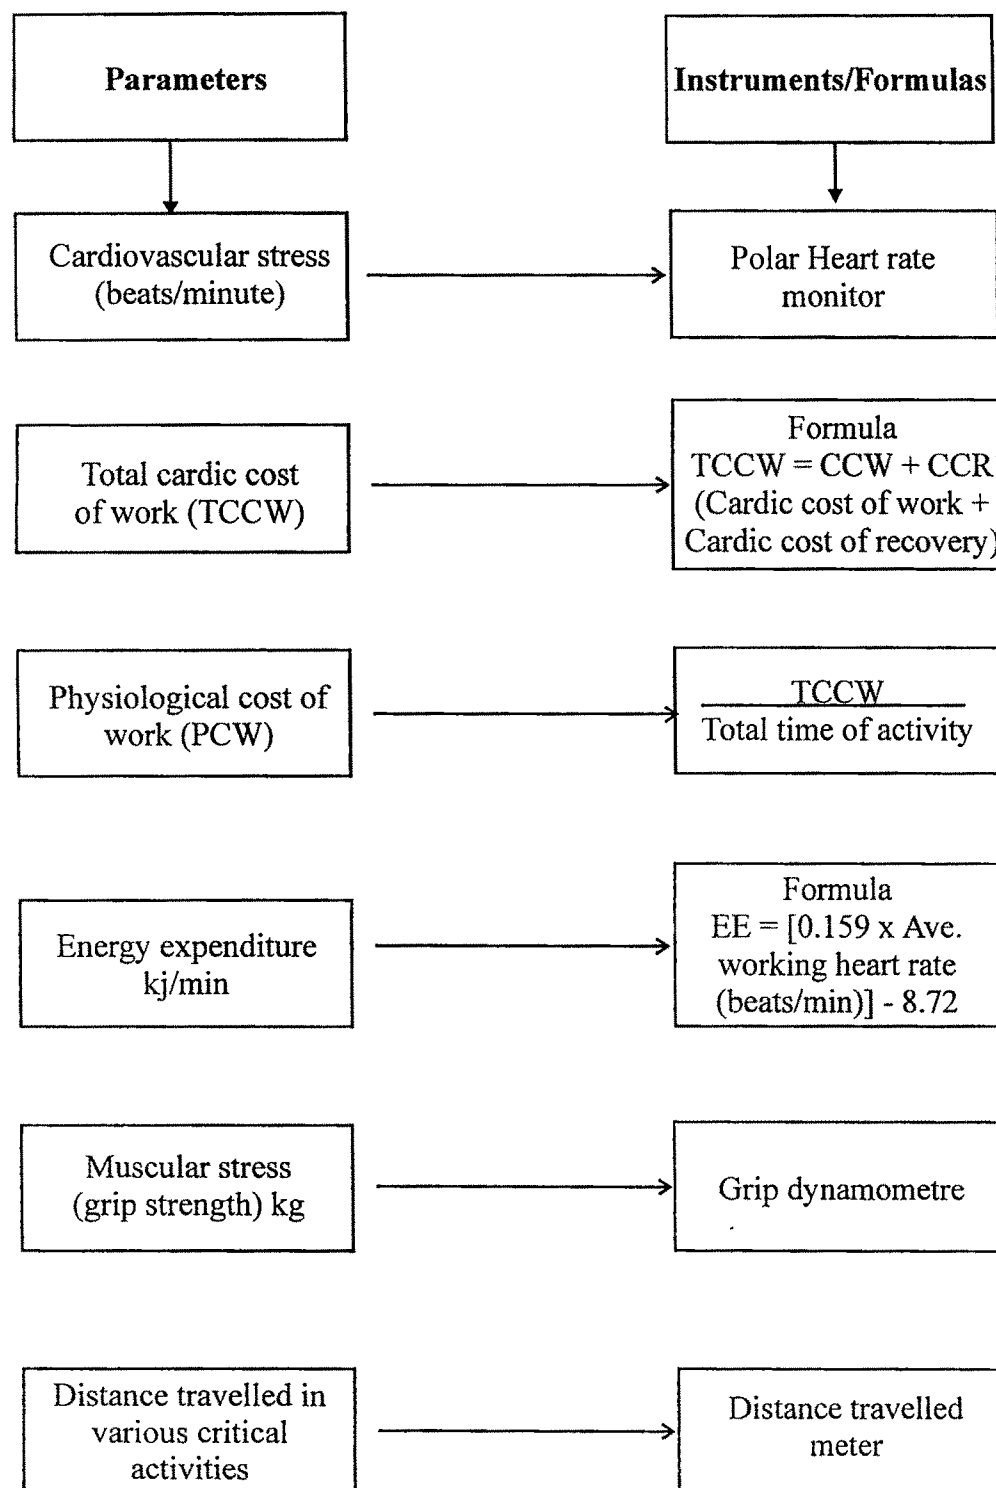 Parameters
Instruments/Formulas
Cardiovascular stress
(beats/minute)
Polar Heart rate
monitor
Total cardic cost
of work (TCCW)
Formula
TCCW = CCW + CCR
(Cardic cost of work +
Cardic cost of recovery)
Physiological cost of
work (PCW)
TCCW
Total time of activity
Energy expenditure
kj/min
Formula
EE = [0.159 x Ave.
working heart rate
(beats/min)] - 8.72
Muscular stress
(grip strength) kg
Grip dynamometre
Distance travelled in
various critical
activities
Distance travelled
meter